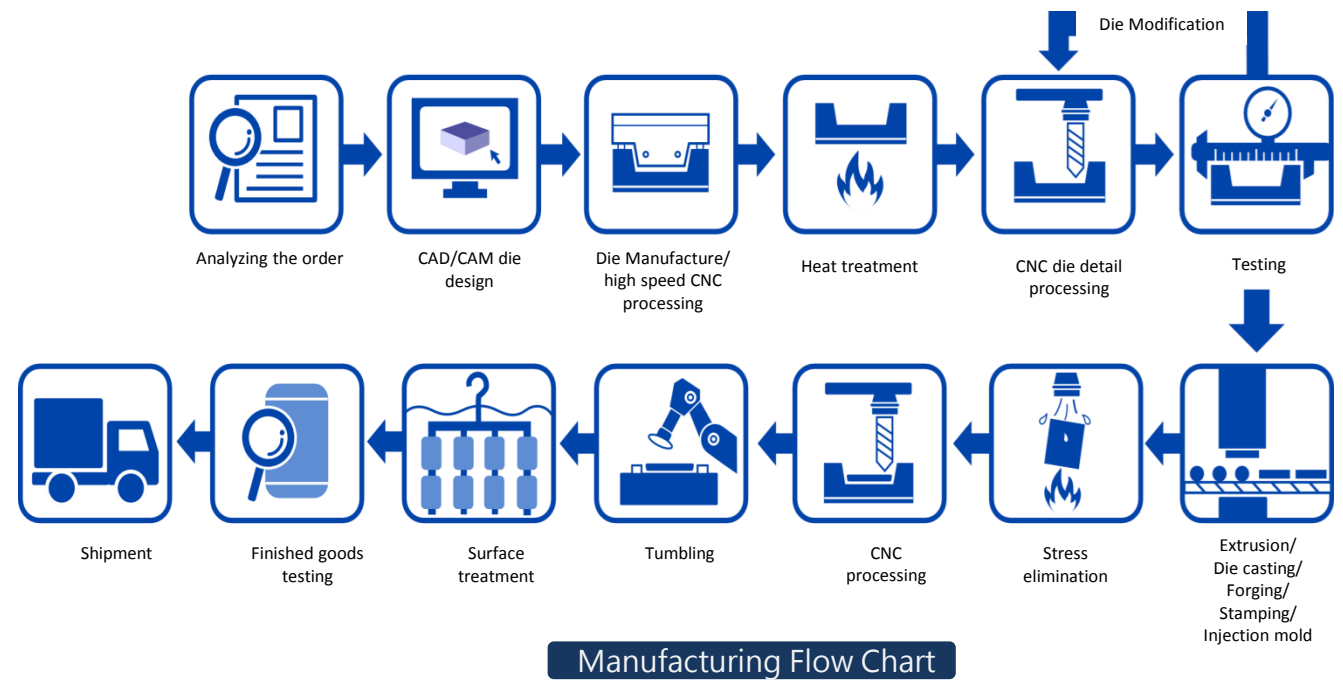 Die Modification
Analyzing the order
CAD/CAM die
design
Die Manufacture/
high speed CNC
processing
Heat treatment
CNC die detail
processing
Testing
Shipment
Finished goods
testing
Surface
treatment
Tumbling
CNC
processing
Stress
elimination
Extrusion/
Die casting/
Forging/
Stamping/
Injection mold
Manufacturing Flow Chart